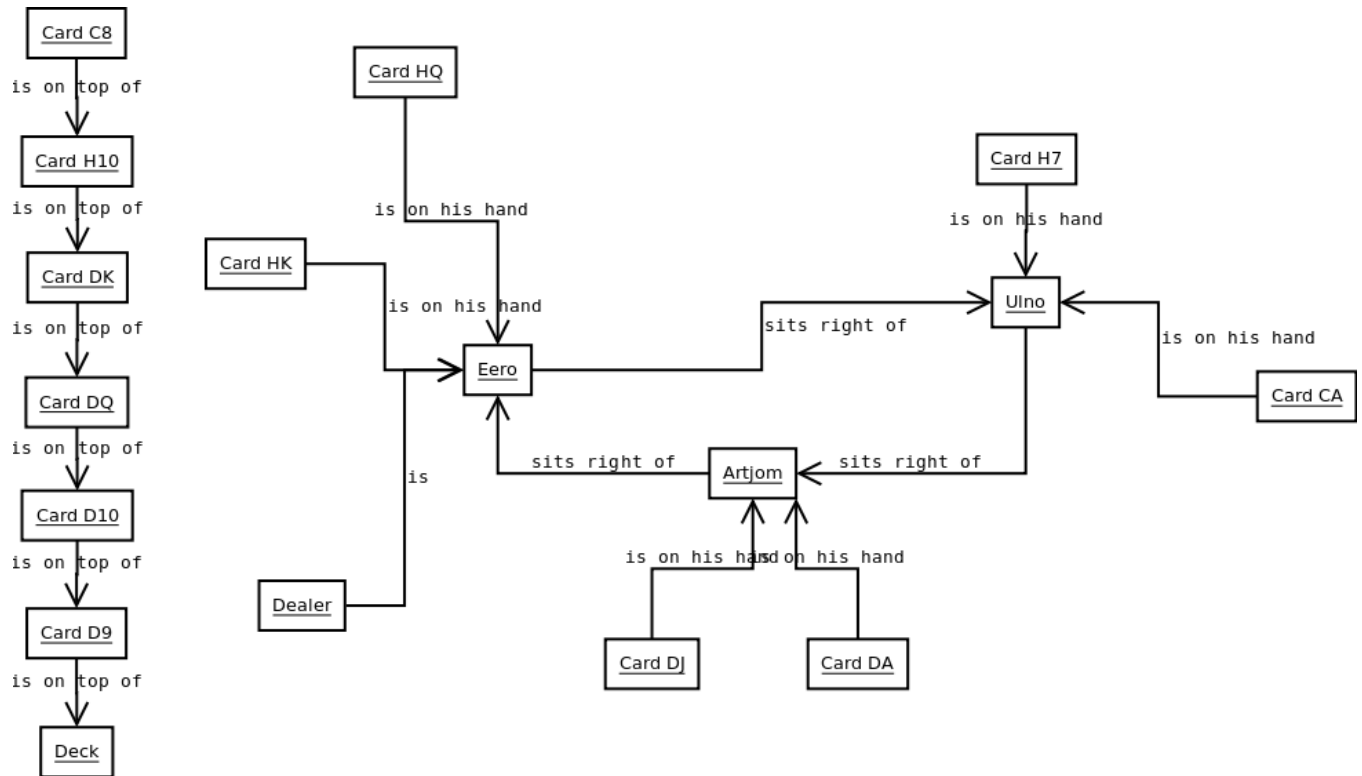 Card C8
is on top of
Card H10
is on top of
Card DK
is on top of
Card DQ
is on top of
Card D10
is on top of
Card D9
is on top of
Deck
Card HQ
is on his hand
Card HK
is on his hand
Eero
is
Dealer
sits right of
Card H7
is on his hand
Ulno
is on his hand
Card CA
sits right of
Artjom
sits right of
is on his hand
is on his hand
Card DJ
Card DA